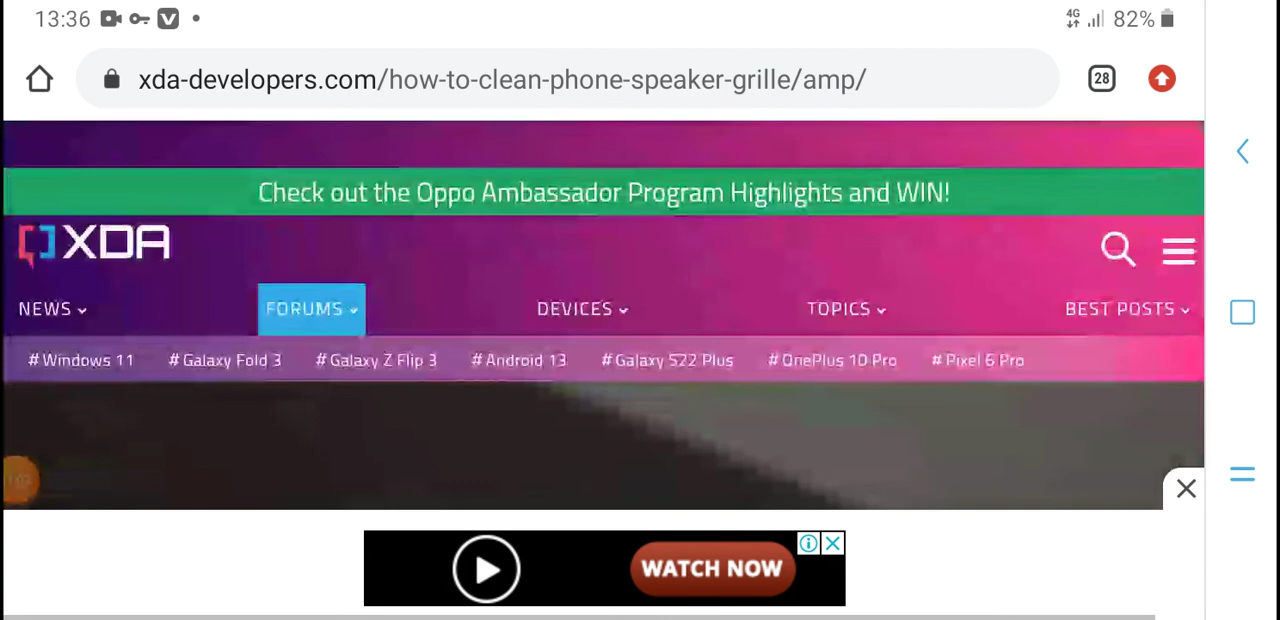 13:36 V 4G 82%
xda-developers.com/how-to-clean-phone-speaker-grille/amp/ 28
Check out the Oppo Ambassador Program Highlights and WIN!
XDA
NEWS FORUMS DEVICES TOPICS BEST POSTS
#Windows 11 #Galaxy Fold 3 #Galaxy Z Flip 3 #Android 13 #Galaxy S22 Plus #OnePlus 10 Pro #Pixel 6 Pro
WATCH NOW